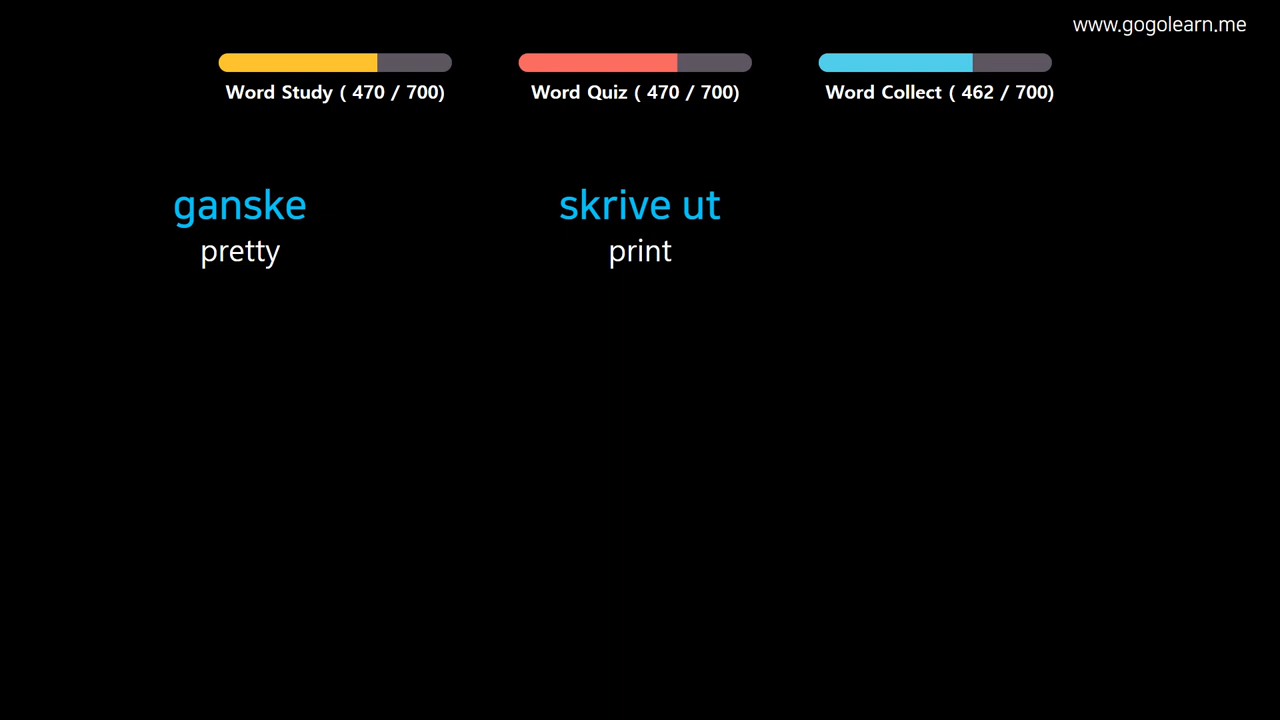 www.gogolearn.me
Word Study ( 470 / 700)
Word Quiz ( 470 / 700)
Word Collect ( 462 / 700)
ganske
pretty
skrive ut
print